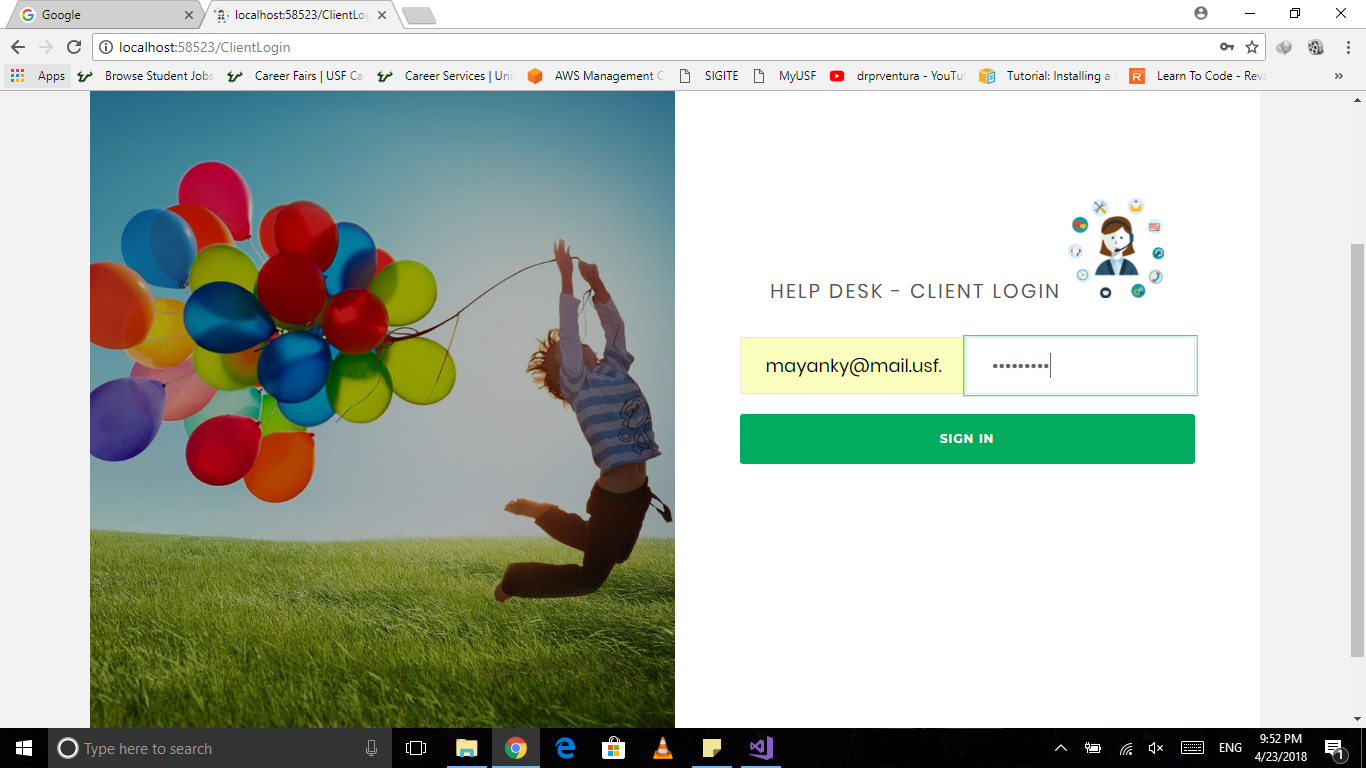 Google
localhost:58523/ClientLo
localhost:58523/ClientLogin
Apps Browse Student Jobs Career Fairs | USF Ca Career Services | Uni AWS Management C SIGITE MyUSF drprventura - YouTu Tutorial: Installing a Learn To Code - Reva »
HELP DESK - CLIENT LOGIN
mayanky@mail.usf. •••••••••
SIGN IN
Type here to search
ENG
9:52 PM
4/23/2018
1